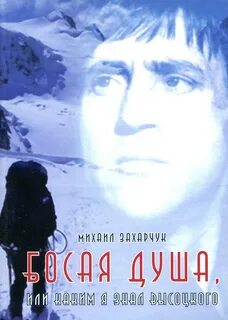 МИХАИЛ ЗАХАРЧУК
БОСАЯ ДУША,
ИЛИ КАКИМ Я ЗНАЛ ВЫСОЦКОГО